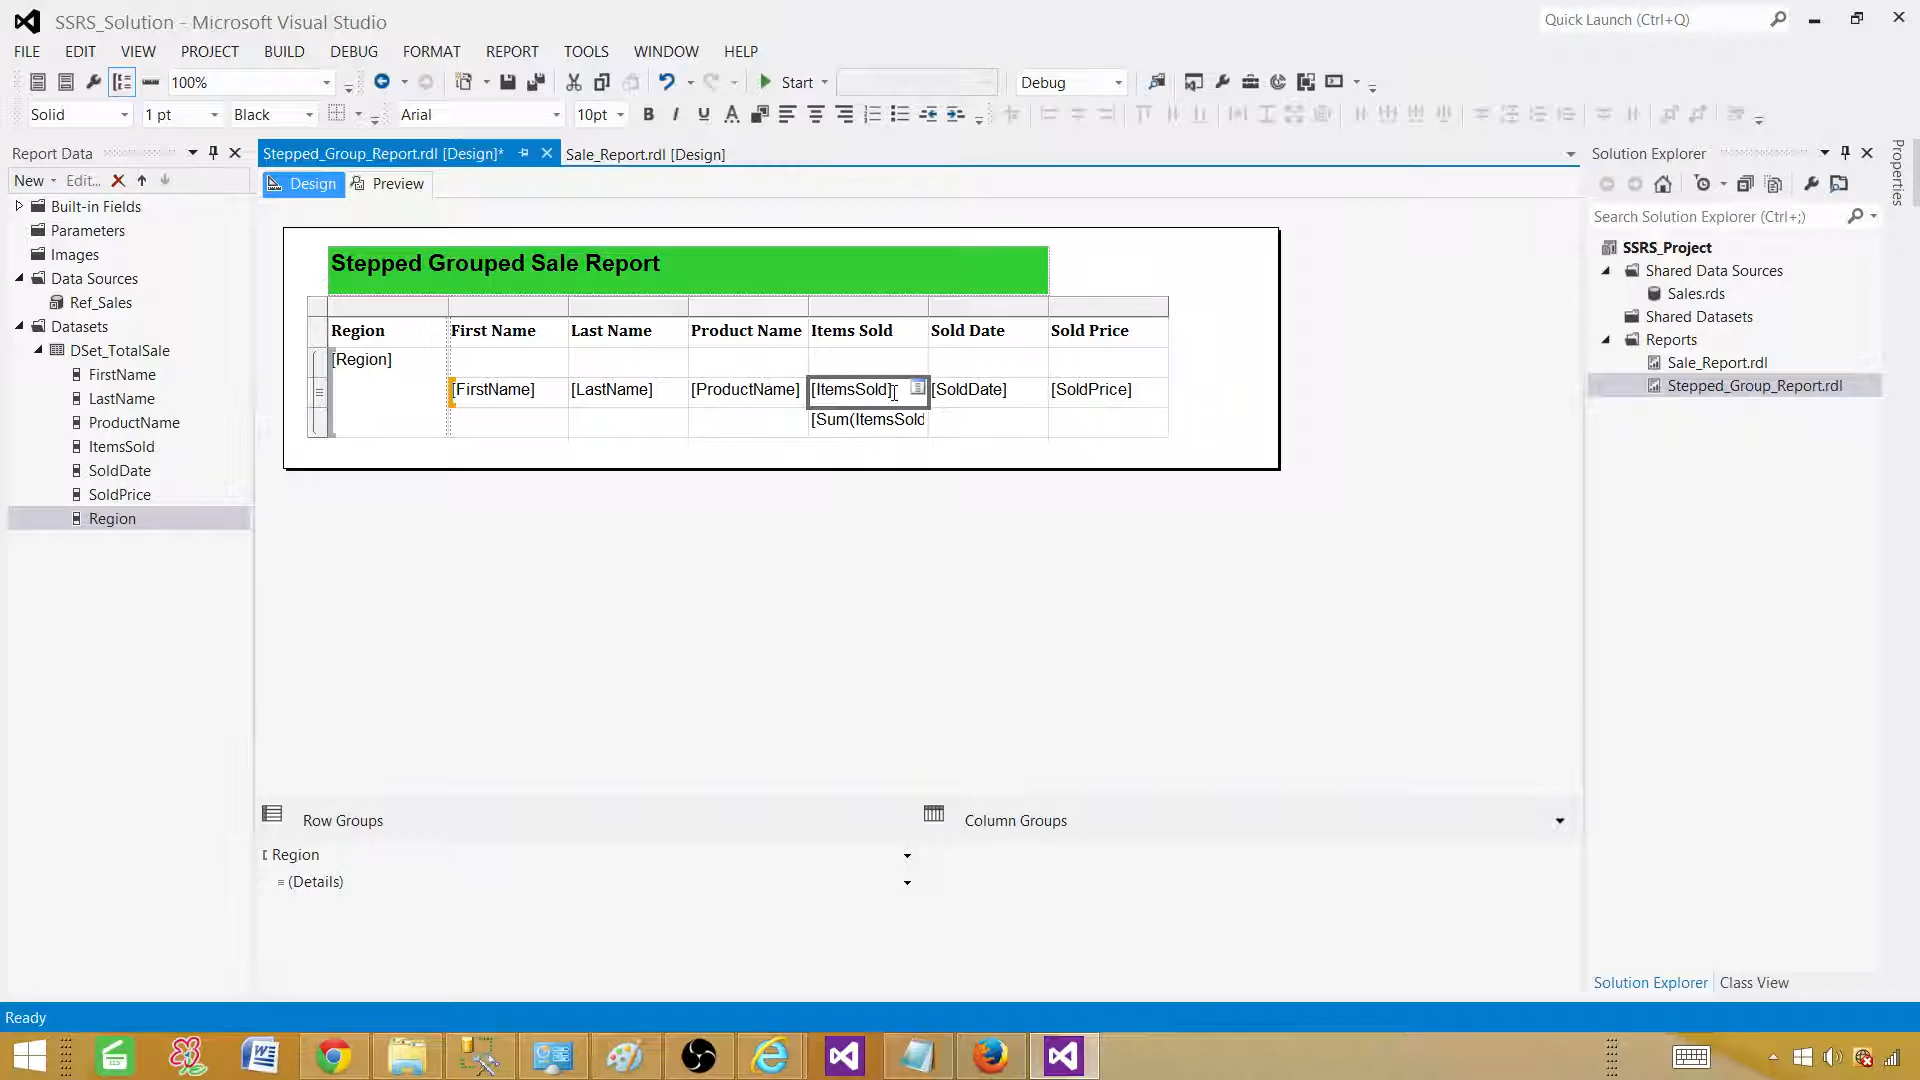 SSRS_Solution - Microsoft Visual Studio
Quick Launch (Ctrl+Q)
FILE EDIT VIEW PROJECT BUILD DEBUG FORMAT REPORT TOOLS WINDOW HELP
100% Start Debug
Solid 1 pt Black Arial 10pt B I U A
Report Data
Stepped_Group_Report.rdl [Design]* Sale_Report.rdl [Design]
Solution Explorer
Properties
New Edit...
Design Preview
Built-in Fields
Parameters
Images
Data Sources
Ref_Sales
Datasets
DSet_TotalSale
FirstName
LastName
ProductName
ItemsSold
SoldDate
SoldPrice
Region
Stepped Grouped Sale Report
Region First Name Last Name Product Name Items Sold Sold Date Sold Price
[Region]
[FirstName] [LastName] [ProductName] [ItemsSold] [SoldDate] [SoldPrice]
[Sum(ItemsSold
Search Solution Explorer (Ctrl+;)
SSRS_Project
Shared Data Sources
Sales.rds
Shared Datasets
Reports
Sale_Report.rdl
Stepped_Group_Report.rdl
Row Groups Column Groups
Region
(Details)
Solution Explorer Class View
Ready